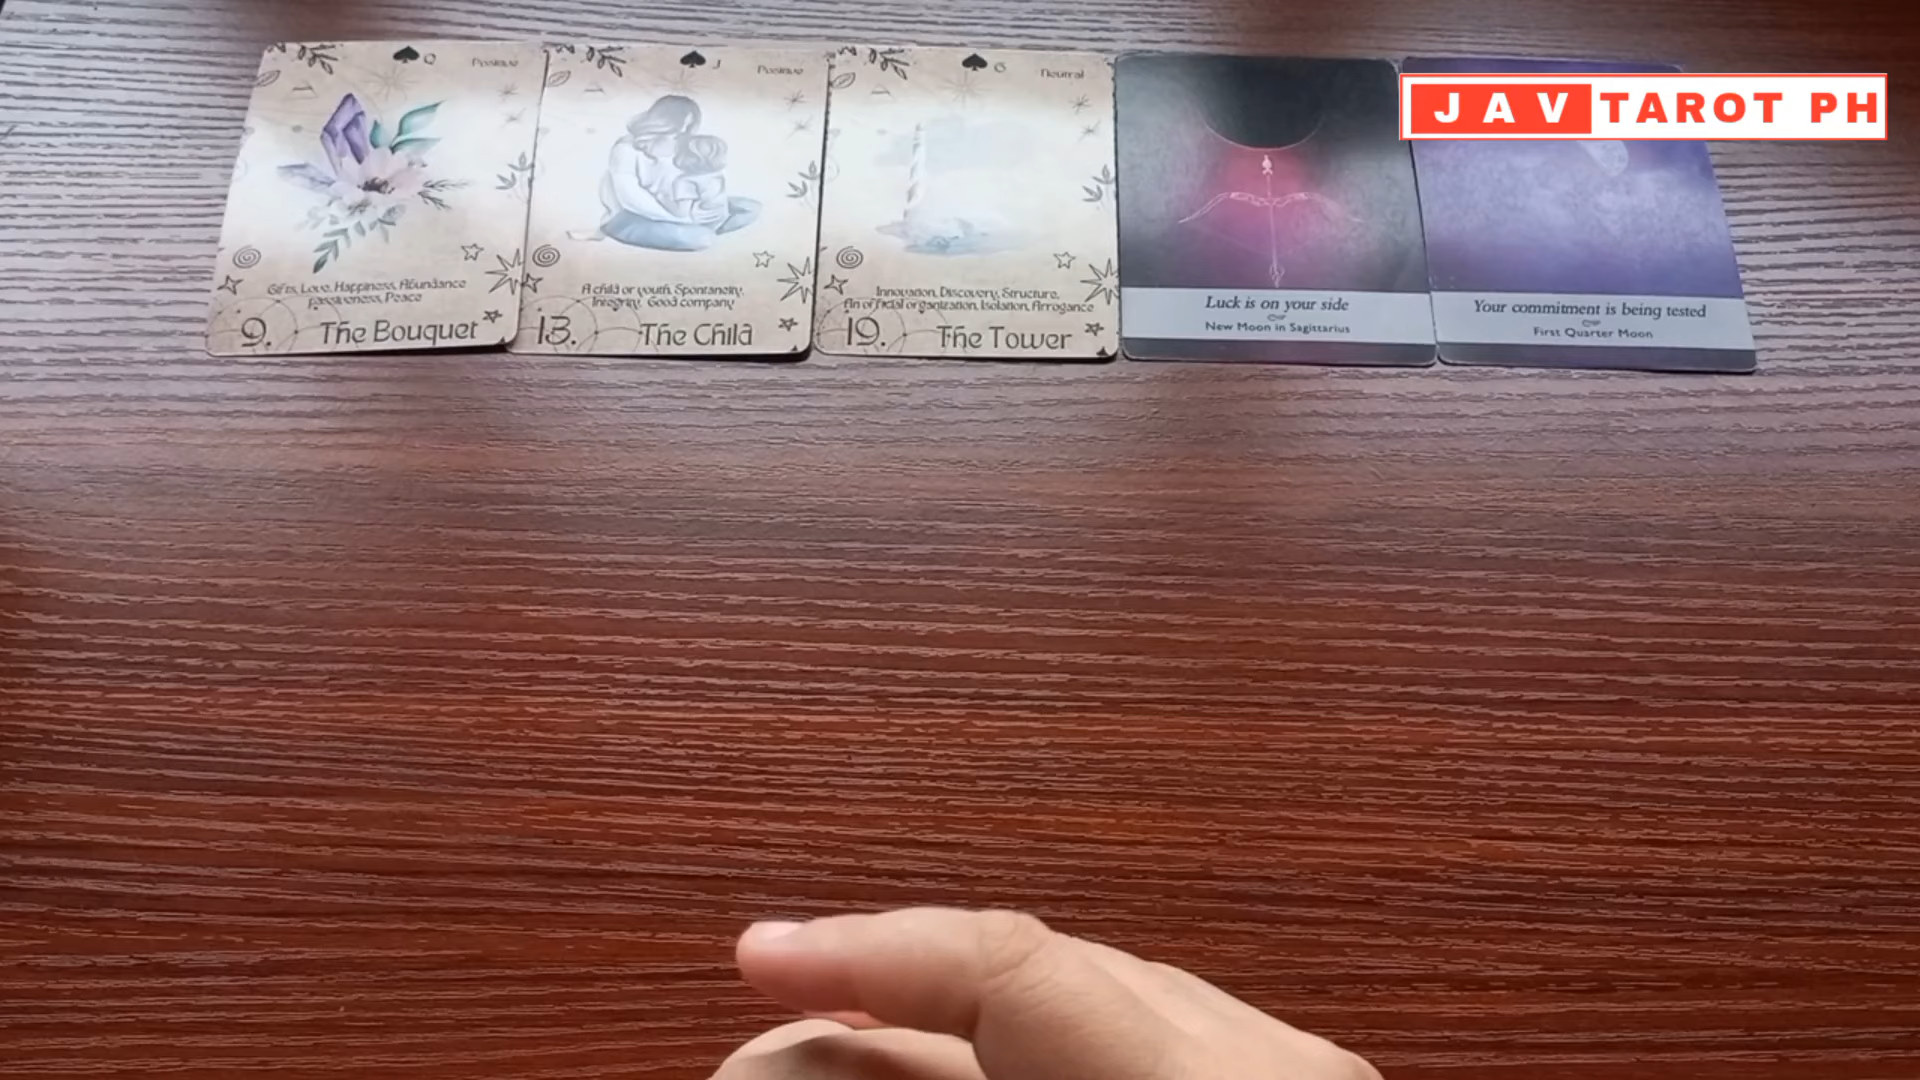 Q Positive
Gifts, Love, Happiness, Abundance
Passiveness, Peace
9. The Bouquet
J Positive
A child or youth, Spontaneity,
Integrity, Good company
13. The Child
6 Neutral
Innovation, Discovery, Structure,
An official organization, Isolation, Arrogance
19. The Tower
Luck is on your side
New Moon in Sagittarius
JAV TAROT PH
Your commitment is being tested
First Quarter Moon